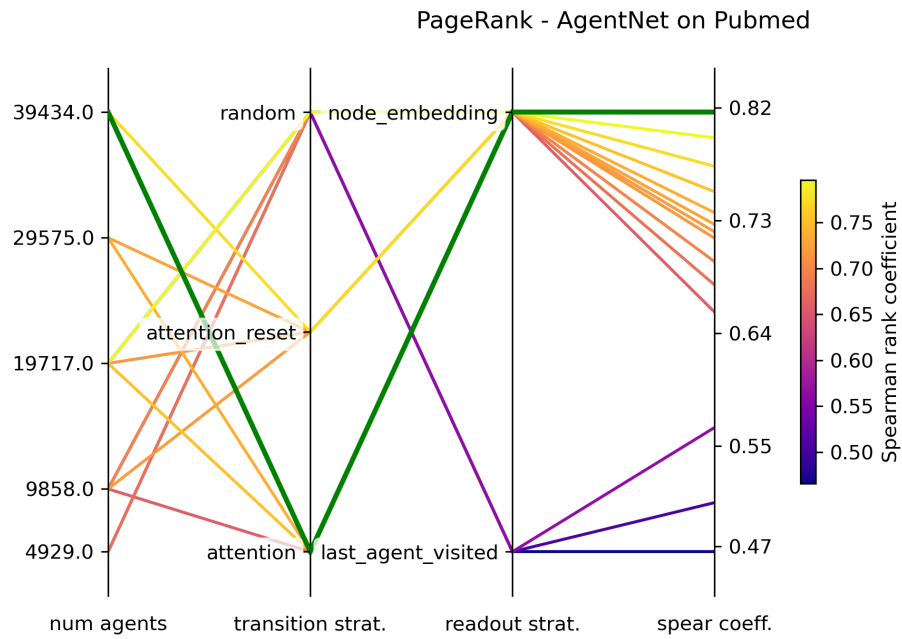 PageRank - AgentNet on Pubmed
39434.0
29575.0
19717.0
9858.0
4929.0
random
attention_reset
attention
node_embedding
last_agent_visited
0.82
0.73
0.64
0.55
0.47
0.75
0.70
0.65
0.60
0.55
0.50
Spearman rank coefficient
num agents
transition strat.
readout strat.
spear coeff.